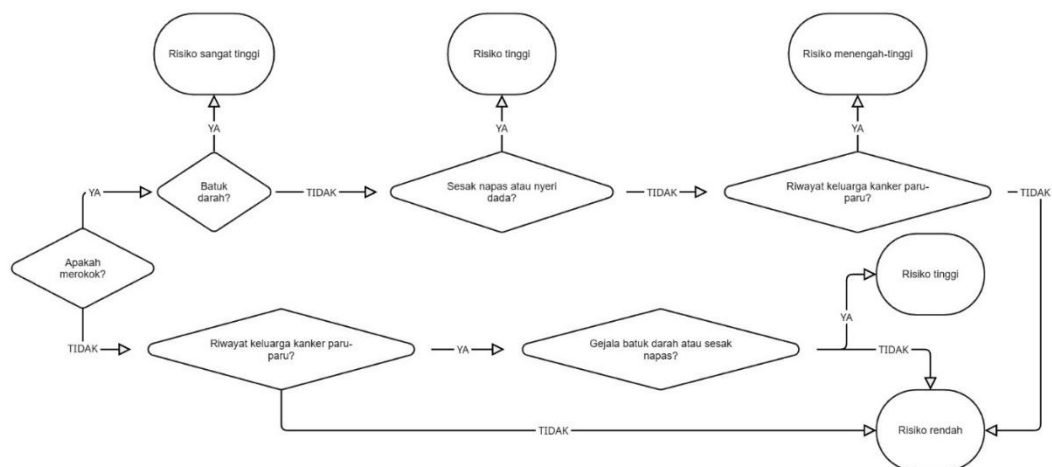 Risiko sangat tinggi
Risiko tinggi
Risiko menengah-tinggi
YA
YA
YA
YA
Batuk
darah?
TIDAK
Sesak napas atau nyeri
dada?
TIDAK
Riwayat keluarga kanker paru-
paru?
TIDAK
Apakah
merokok?
Risiko tinggi
YA
TIDAK
Riwayat keluarga kanker paru-
paru?
YA
Gejala batuk darah atau sesak
napas?
TIDAK
TIDAK
Risiko rendah